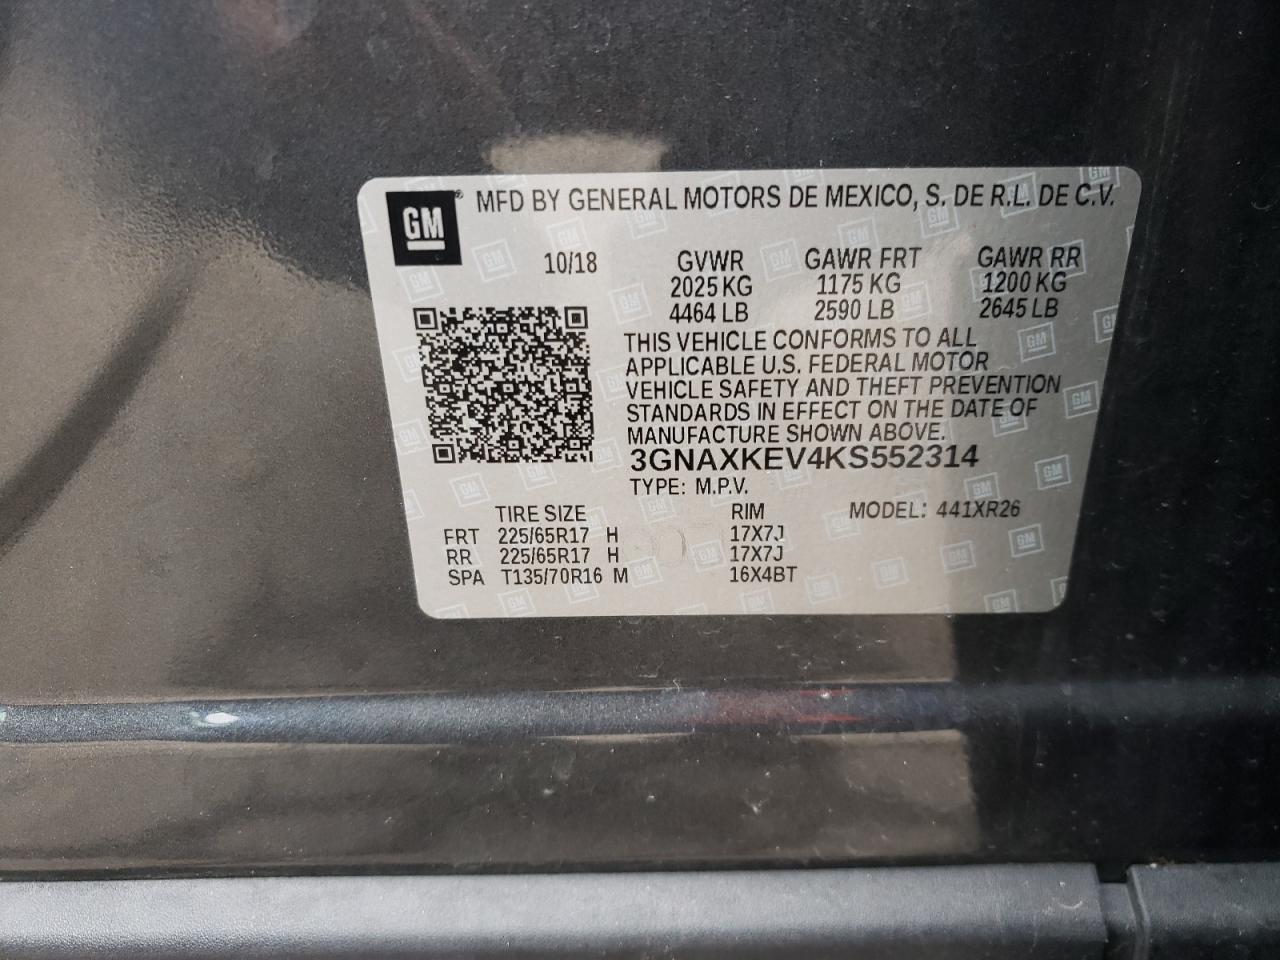 GM ® MFD BY GENERAL MOTORS DE MEXICO, S. DE R.L. DE C.V.
10/18 GVWR GAWR FRT GAWR RR
2025 KG 1175 KG 1200 KG
4464 LB 2590 LB 2645 LB
THIS VEHICLE CONFORMS TO ALL
APPLICABLE U.S. FEDERAL MOTOR
VEHICLE SAFETY AND THEFT PREVENTION
STANDARDS IN EFFECT ON THE DATE OF
MANUFACTURE SHOWN ABOVE.
3GNAXKEV4KS552314
TYPE: M.P.V.
TIRE SIZE RIM MODEL: 441XR26
FRT 225/65R17 H 17X7J
RR 225/65R17 H 17X7J
SPA T135/70R16 M 16X4BT